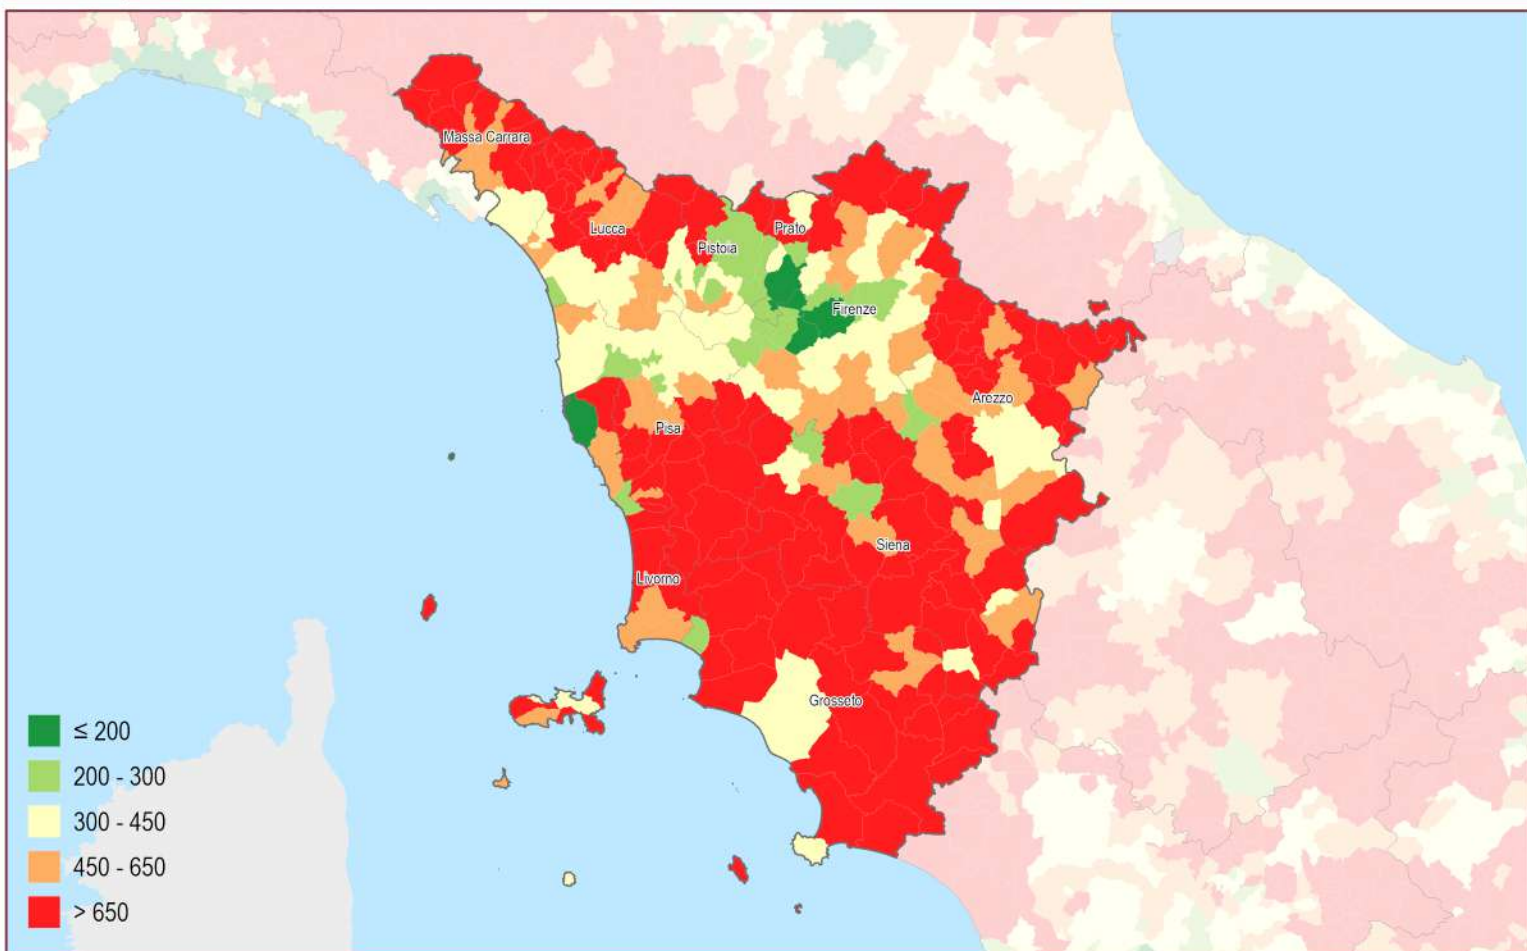 Massa Carrara
Lucca
Pistoia
Prato
Firenze
Arezzo
Pisa
Siena
Livorno
Grosseto
≤ 200
200 - 300
300 - 450
450 - 650
> 650